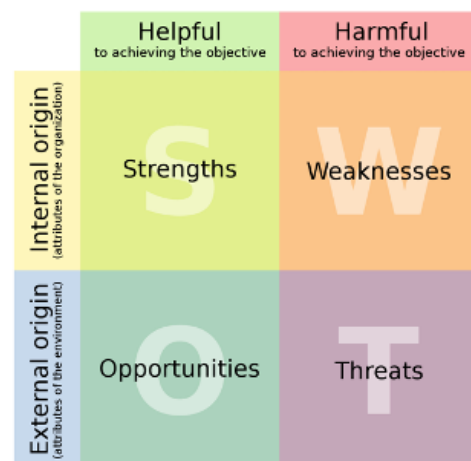 Helpful
to achieving the objective
Harmful
to achieving the objective
Internal origin
(attributes of the organization)
S
Strengths
W
Weaknesses
External origin
(attributes of the environment)
O
Opportunities
T
Threats